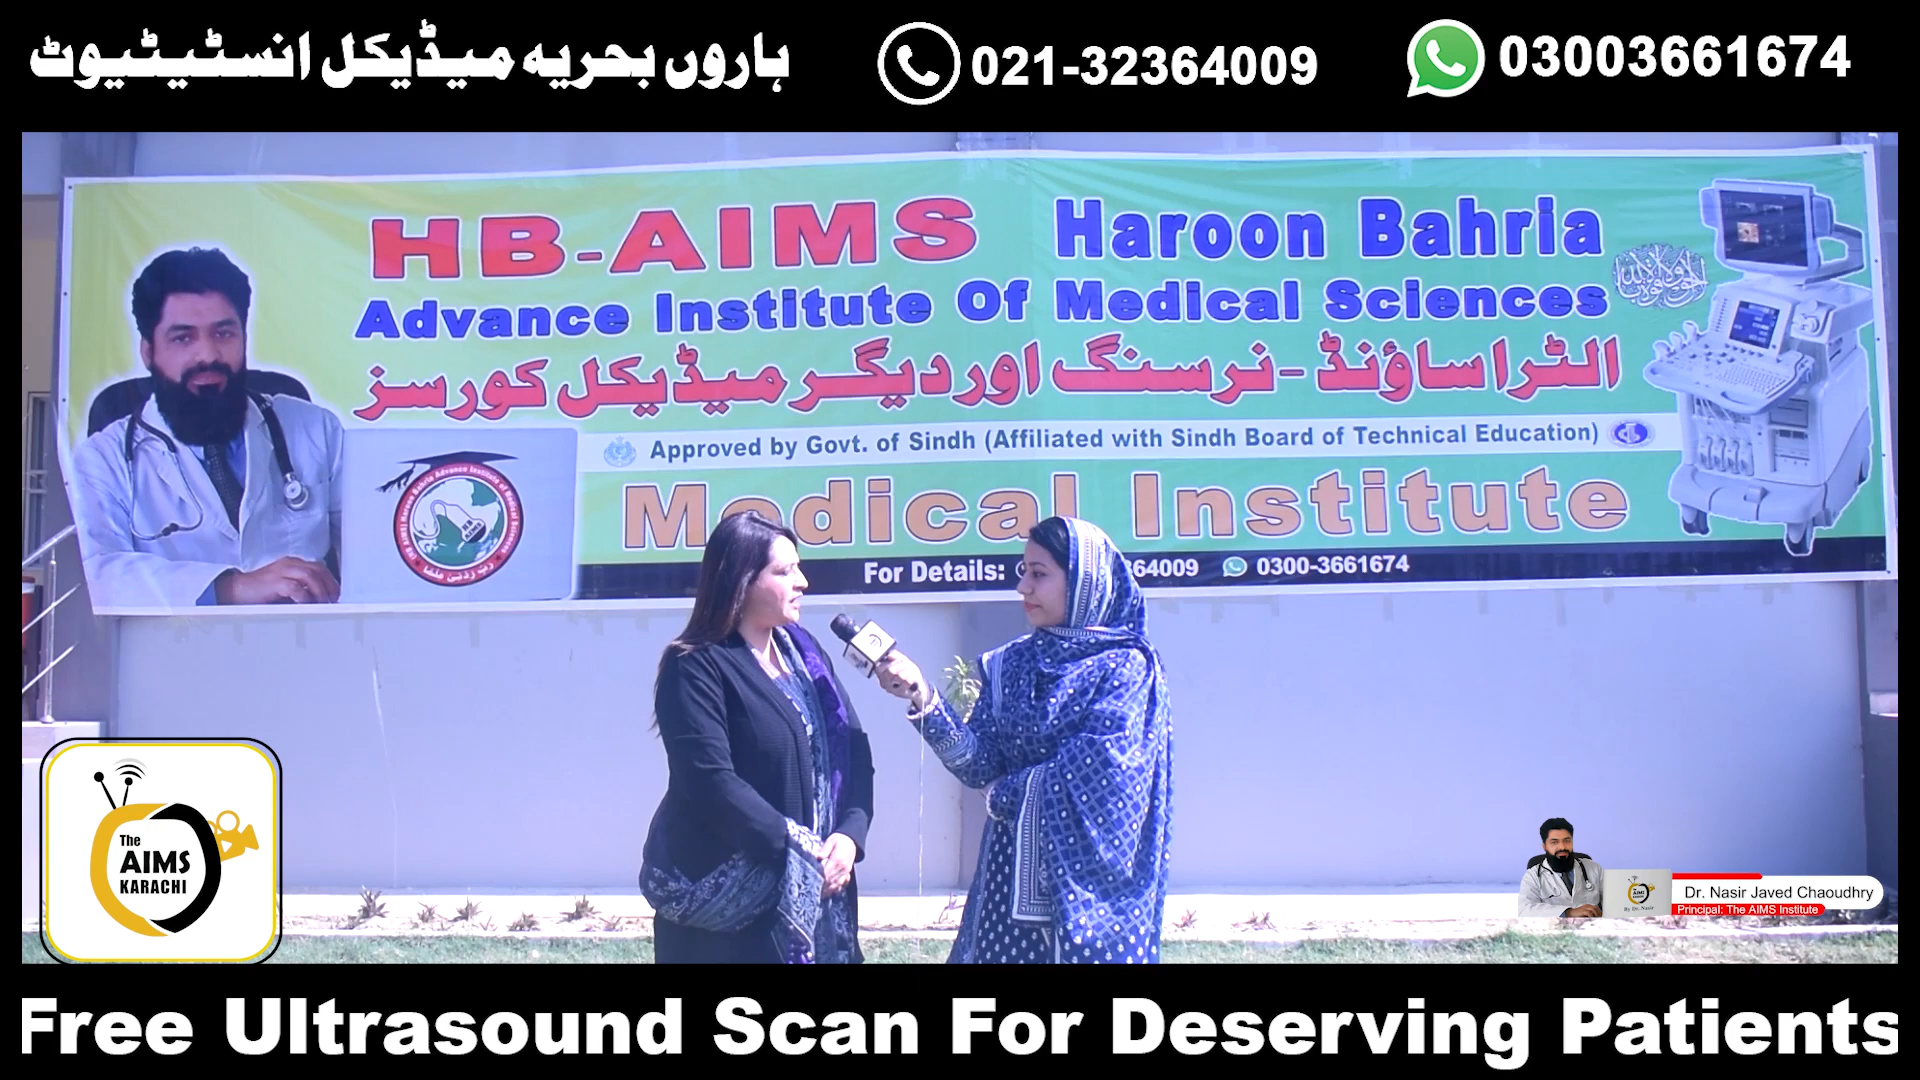 ہاروں بحریہ میڈیکل انسٹیٹیوٹ
021-32364009
03003661674
HB-AIMS Haroon Bahria
Advance Institute Of Medical Sciences
الٹراساؤنڈ - نرسنگ اور دیگر میڈیکل کورسز
Approved by Govt. of Sindh (Affiliated with Sindh Board of Technical Education)
Medical Institute
For Details: 64009 0300-3661674
The
AIMS
KARACHI
Dr. Nasir Javed Chaoudhry
Principal: The AIMS Institute
Free Ultrasound Scan For Deserving Patients